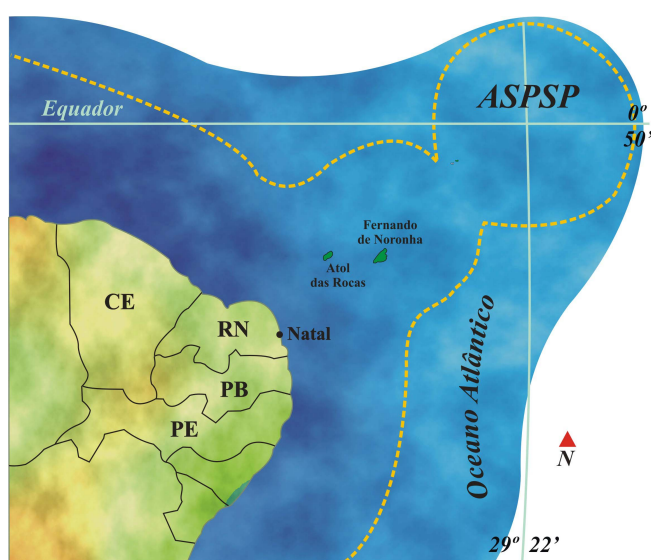 ASPSP
Equador
0º
50’
Fernando
de Noronha
Atol
das Rocas
CE
RN
Natal
PB
PE
Oceano Atlântico
N
29º 22’